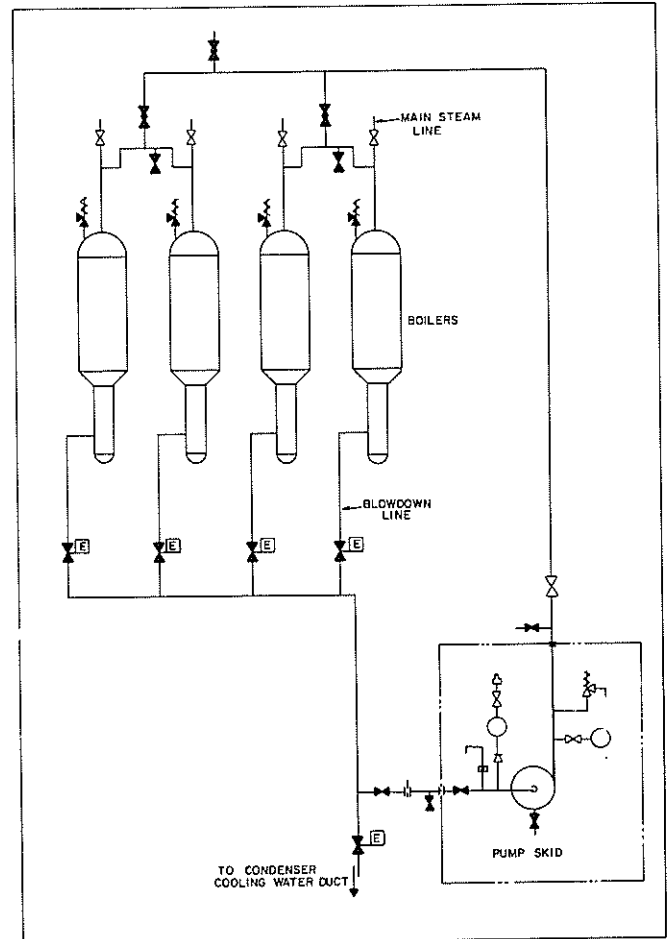 MAIN STEAM
LINE
BOILERS
BLOWDOWN
LINE
E
E
E
E
E
PUMP SKID
TO CONDENSER
COOLING WATER DUCT